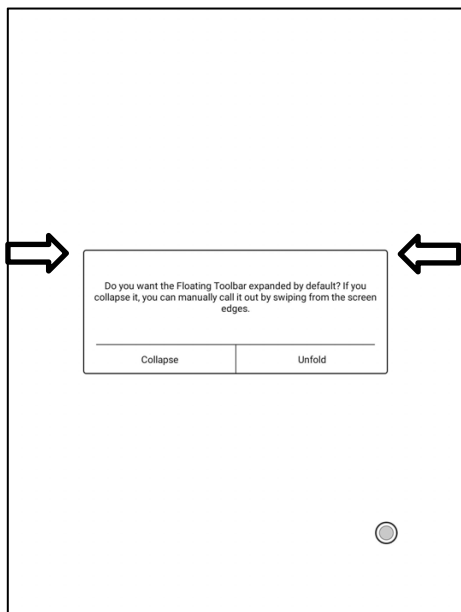 Do you want the Floating Toolbar expanded by default? If you
collapse it, you can manually call it out by swiping from the screen
edges.
Collapse
Unfold